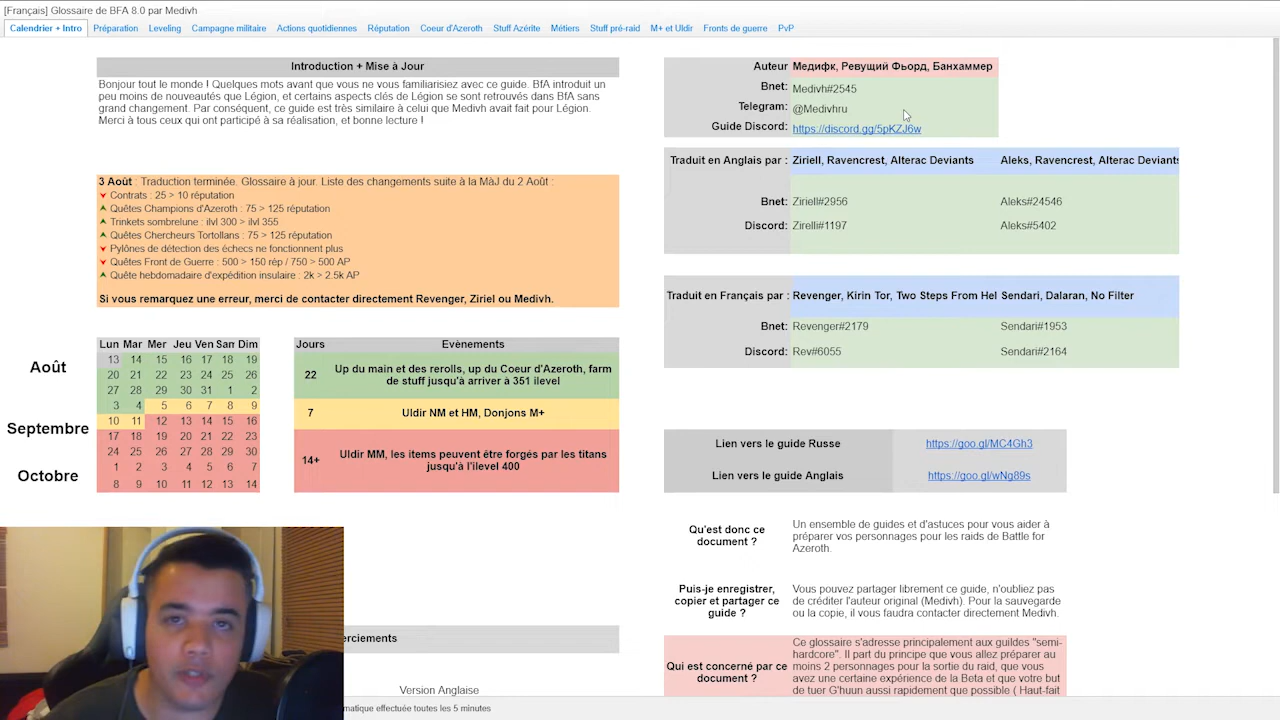 [Français] Glossaire de BFA 8.0 par Medivh
Calendrier + Intro Préparation Leveling Campagne militaire Actions quotidiennes Réputation Coeur d'Azeroth Stuff Azérite Métiers Stuff pré-raid M+ et Uldir Fronts de guerre PvP
Introduction + Mise à Jour
Bonjour tout le monde ! Quelques mots avant que vous ne vous familiarisiez avec ce guide. BfA introduit un
peu moins de nouveautés que Légion, et certains aspects clés de Légion se sont retrouvés dans BfA sans
grand changement. Par conséquent, ce guide est très similaire à celui que Medivh avait fait pour Légion.
Merci à tous ceux qui ont participé à sa réalisation, et bonne lecture !
3 Août : Traduction terminée. Glossaire à jour. Liste des changements suite à la MàJ du 2 Août :
Contrats : 25 > 10 réputation
Quêtes Champions d'Azeroth : 75 > 125 réputation
Trinkets sombrelune : ilvl 300 > ilvl 355
Quêtes Chercheurs Tortollans : 75 > 125 réputation
Pylônes de détection des échecs ne fonctionnent plus
Quêtes Front de Guerre : 500 > 150 rép / 750 > 500 AP
Quête hebdomadaire d'expédition insulaire : 2k > 2.5k AP
Si vous remarquez une erreur, merci de contacter directement Revenger, Ziriel ou Medivh.
Lun Mar Mer Jeu Ven Sam Dim
13 14 15 16 17 18 19
Août
20 21 22 23 24 25 26
27 28 29 30 31 1 2
3 4 5 6 7 8 9
Septembre
10 11 12 13 14 15 16
17 18 19 20 21 22 23
24 25 26 27 28 29 30
Octobre
1 2 3 4 5 6 7
8 9 10 11 12 13 14
Jours Evènements
22 Up du main et des rerolls, up du Coeur d'Azeroth, farm
de stuff jusqu'à arriver à 351 ilevel
7 Uldir NM et HM, Donjons M+
14+ Uldir MM, les items peuvent être forgés par les titans
jusqu'à l'ilevel 400
erciements
Version Anglaise
matique effectuée toutes les 5 minutes
Auteur Медифк, Ревущий Фьорд, Банхаммер
Bnet: Medivh#2545
Telegram: @Medivhru
Guide Discord: https://discord.gg/5pKZJ6w
Traduit en Anglais par : Ziriell, Ravencrest, Alterac Deviants Aleks, Ravencrest, Alterac Deviants
Bnet: Ziriell#2956 Aleks#24546
Discord: Zirelli#1197 Aleks#5402
Traduit en Français par : Revenger, Kirin Tor, Two Steps From Hel Sendari, Dalaran, No Filter
Bnet: Revenger#2179 Sendari#1953
Discord: Rev#6055 Sendari#2164
Lien vers le guide Russe https://goo.gl/MC4Gh3
Lien vers le guide Anglais https://goo.gl/wNg89s
Qu'est donc ce
document ?
Un ensemble de guides et d'astuces pour vous aider à
préparer vos personnages pour les raids de Battle for
Azeroth.
Puis-je enregistrer,
copier et partager ce
guide ?
Vous pouvez partager librement ce guide, n'oubliez pas
de créditer l'auteur original (Medivh). Pour la sauvegarde
ou la copie, il vous faudra contacter directement Medivh.
Qui est concerné par ce
document ?
Ce glossaire s'adresse principalement aux guildes "semi-
hardcore". Il part du principe que vous allez préparer au
moins 2 personnages pour la sortie du raid, que vous
avez une certaine expérience de la Beta et que votre but
de tuer G'huun aussi rapidement que possible ( Haut-fait